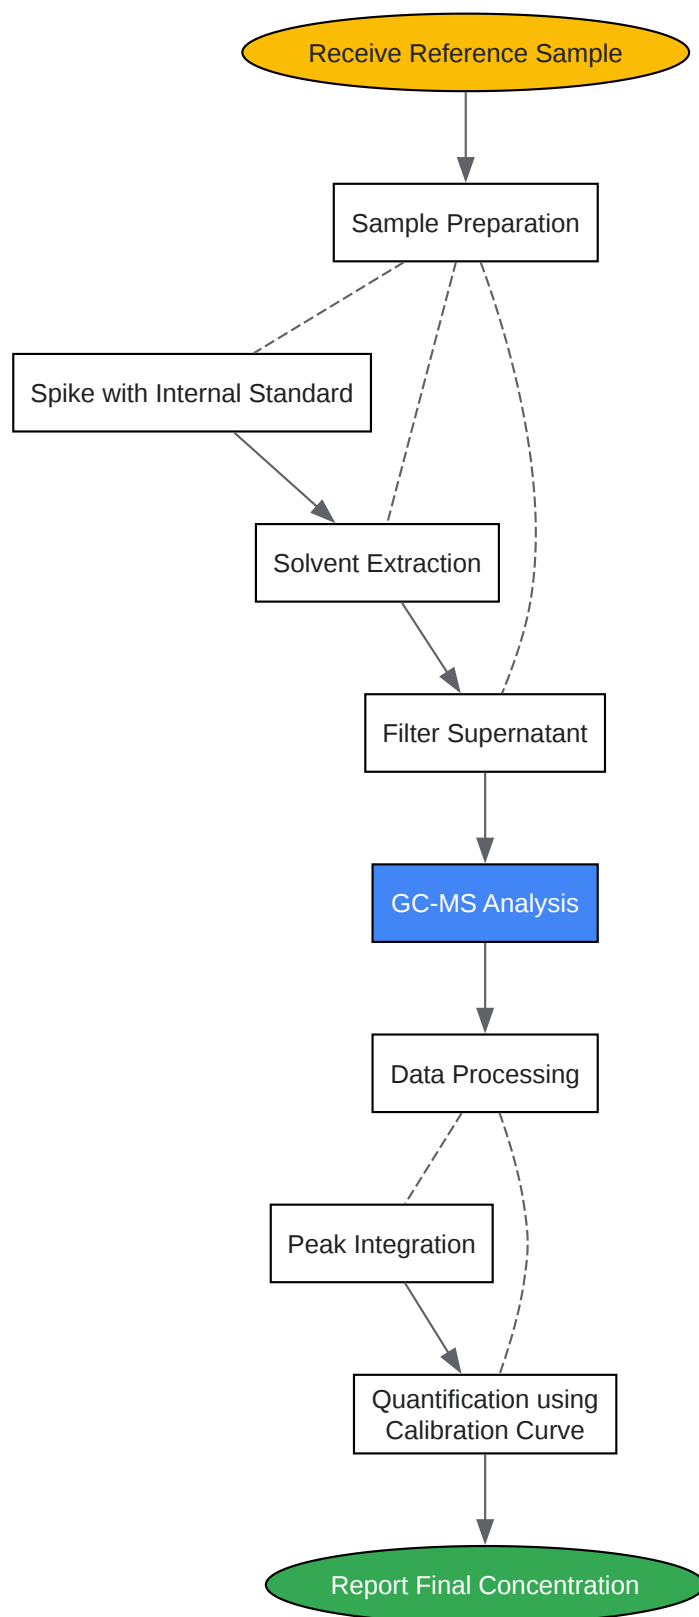 Receive Reference Sample
Sample Preparation
Spike with Internal Standard
Solvent Extraction
Filter Supernatant
GC-MS Analysis
Data Processing
Peak Integration
Quantification using
Calibration Curve
Report Final Concentration